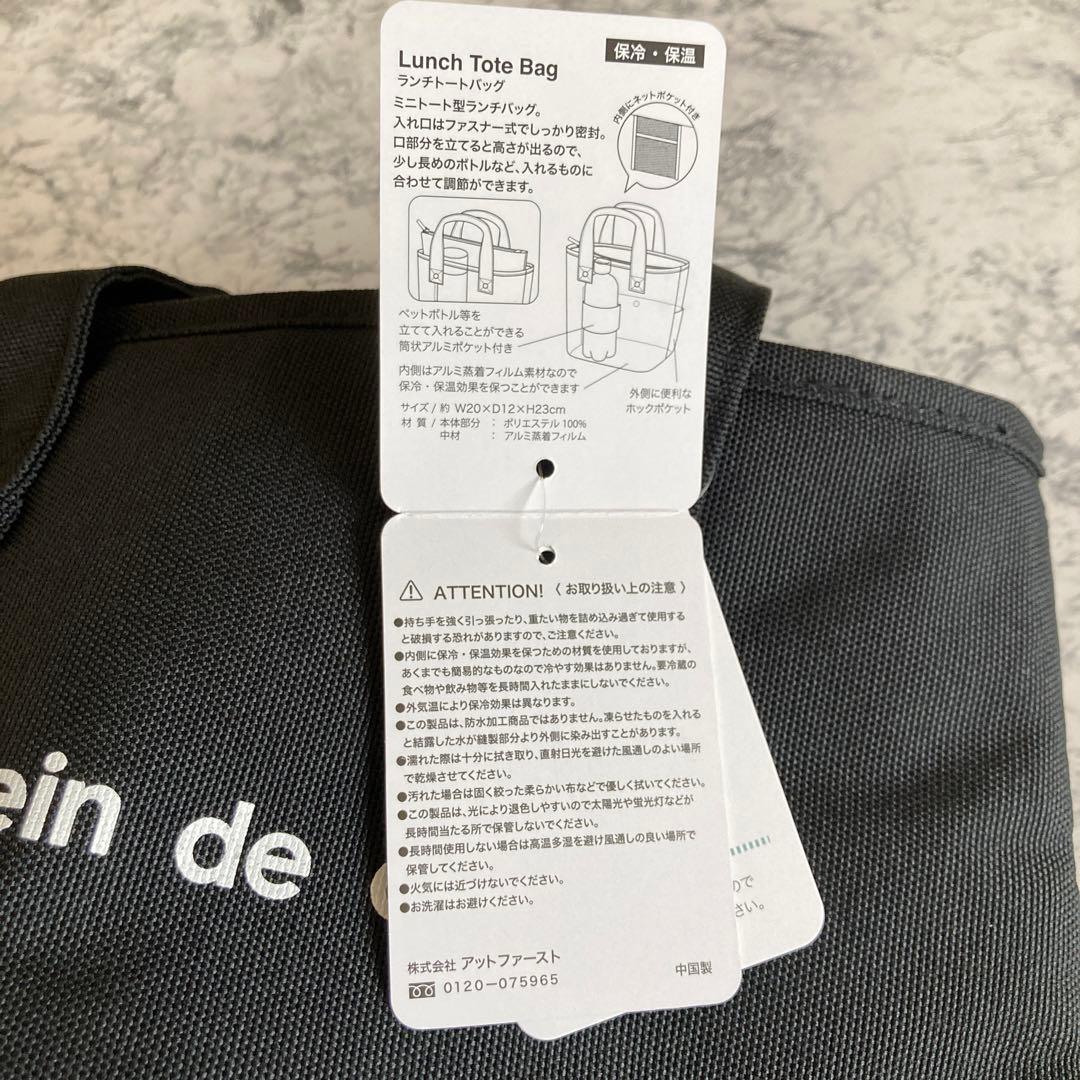 Lunch Tote Bag
保冷・保温
ランチトートバッグ
ミニトート型ランチバッグ。
入れ口はファスナー式でしっかり密封。
口部分を立てると高さが出るので、
少し長めのボトルなど、入れるものに
合わせて調節ができます。
内側にネットポケット付き
ペットボトル等を
立てて入れることができる
筒状アルミポケット付き
内側はアルミ蒸着フィルム素材なので
保冷・保温効果を保つことができます
外側に便利な
ホックポケット
サイズ / 約 W20×D12×H23cm
材 質 / 本体部分 : ポリエステル 100%
中材 : アルミ蒸着フィルム
ATTENTION!〈 お取り扱い上の注意 〉
●持ち手を強く引っ張ったり、重たい物を詰め込み過ぎて使用する
と破損する恐れがありますので、ご注意ください。
●内側に保冷・保温効果を保つための材質を使用しておりますが、
あくまでも簡易的なものなので冷やす効果はありません。要冷蔵の
食べ物や飲み物等を長時間入れたままにしないでください。
●外気温により保冷効果は異なります。
●この製品は、防水加工商品ではありません。凍らせたものを入れる
と結露した水が縫製部分より外側に染み出すことがあります。
●濡れた際は十分に拭き取り、直射日光を避けた風通しのよい場所
で乾燥させてください。
●汚れた場合は固く絞った柔らかい布などで優しく拭いてください。
●この製品は、光により退色しやすいので太陽光や蛍光灯などが
長時間当たる所で保管しないでください。
●長時間使用しない場合は高温多湿を避け風通しの良い場所で
保管してください。
●火気には近づけないでください。
●お洗濯はお避けください。
株式会社 アットファースト
0120-075965
中国製
ので
さい。
ein de